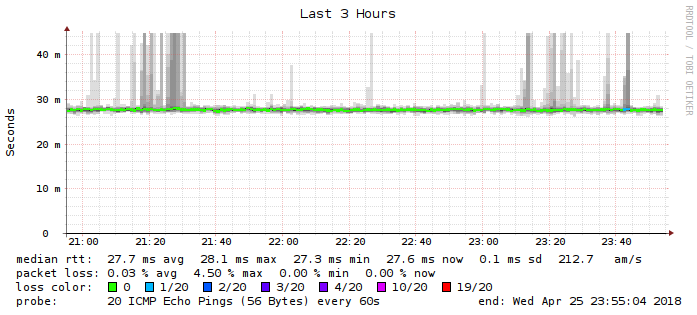 Last 3 Hours
RRDTOOL / TOBI OETIKER
Seconds
40 m
30 m
20 m
10 m
0
21:00 21:20 21:40 22:00 22:20 22:40 23:00 23:20 23:40
median rtt: 27.7 ms avg 28.1 ms max 27.3 ms min 27.6 ms now 0.1 ms sd 212.7 am/s
packet loss: 0.03 % avg 4.50 % max 0.00 % min 0.00 % now
loss color: 0 1/20 2/20 3/20 4/20 10/20 19/20
probe: 20 ICMP Echo Pings (56 Bytes) every 60s end: Wed Apr 25 23:55:04 2018